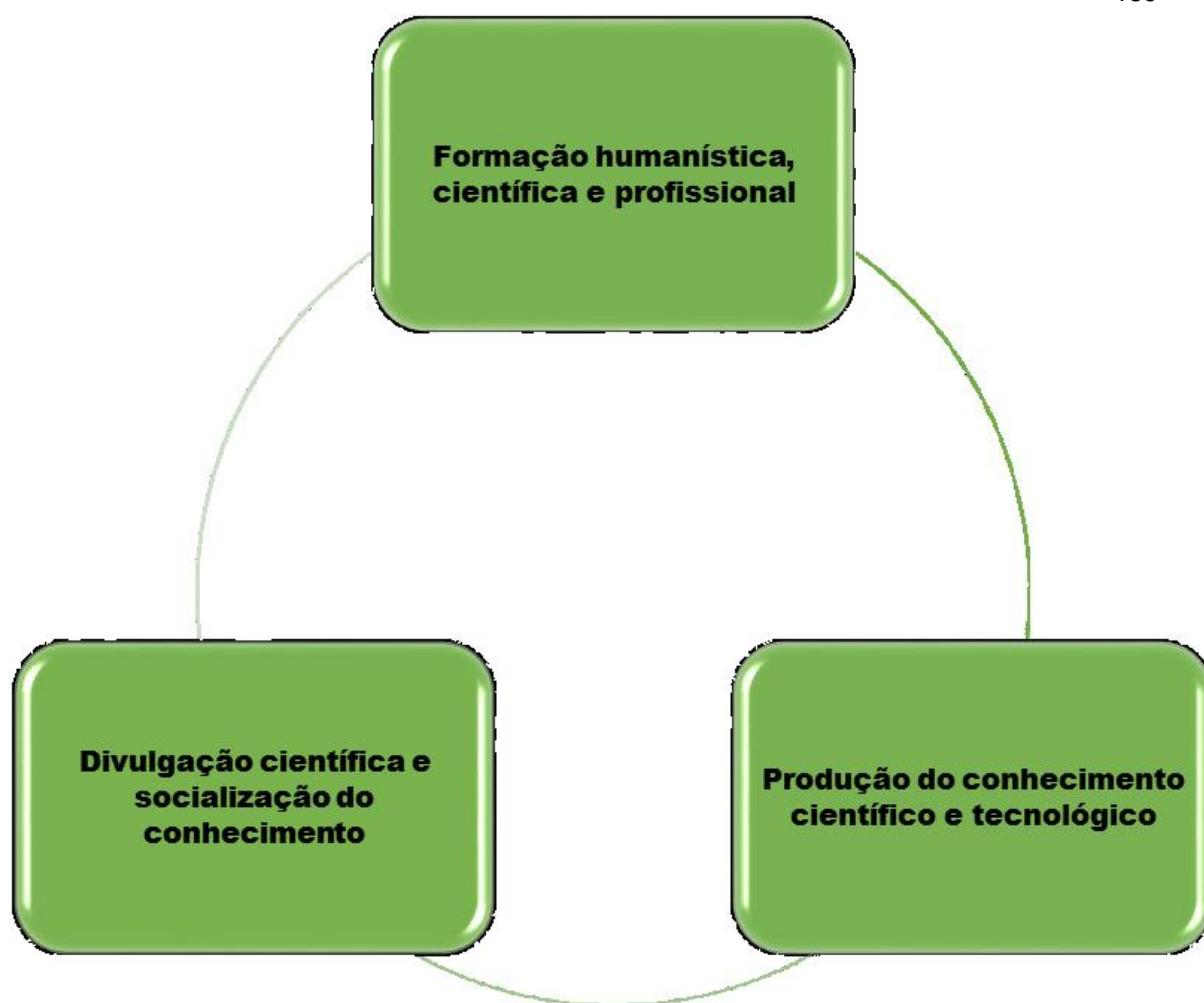 Formação humanística,
científica e profissional
Divulgação científica e
socialização do
conhecimento
Produção do conhecimento
científico e tecnológico